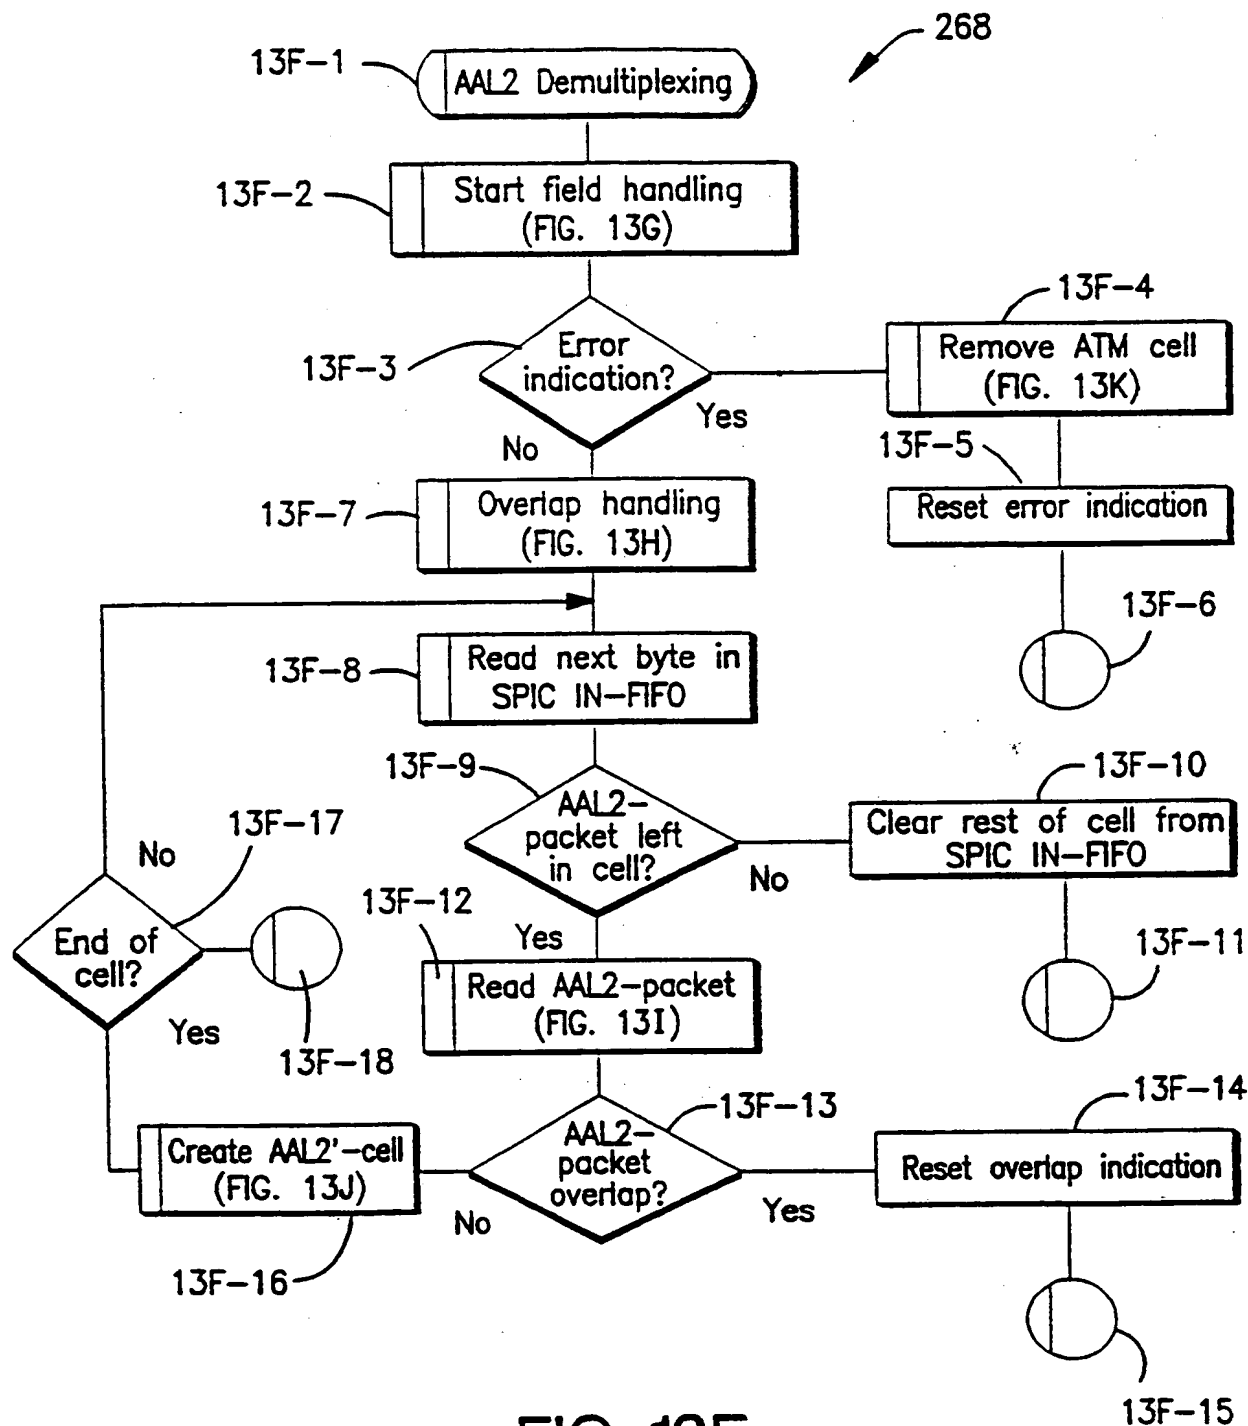 268
13F-1
AAL2 Demultiplexing
13F-2
Start field handling
(FIG. 13G)
13F-3
Error
indication?
Yes
No
13F-4
Remove ATM cell
(FIG. 13K)
13F-5
Reset error indication
13F-6
13F-7
Overlap handling
(FIG. 13H)
13F-8
Read next byte in
SPIC IN-FIFO
13F-9
AAL2-
packet left
in cell?
No
Yes
13F-10
Clear rest of cell from
SPIC IN-FIFO
13F-11
13F-12
Read AAL2-packet
(FIG. 13I)
13F-13
AAL2-
packet
overlap?
Yes
No
13F-14
Reset overlap indication
13F-15
Create AAL2'-cell
(FIG. 13J)
13F-16
13F-17
No
End of
cell?
Yes
13F-18